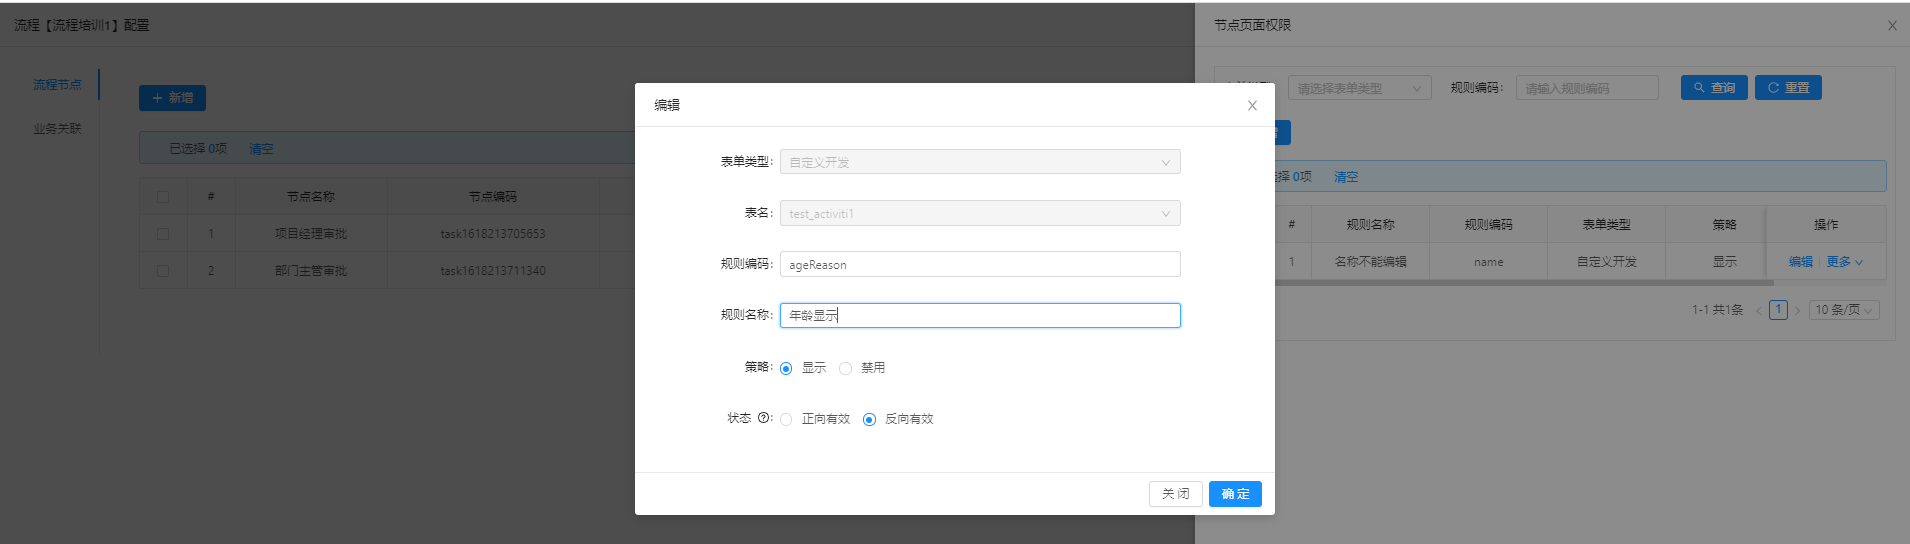 流程【流程培训1】配置
流程节点
业务关联
+ 新增
已选择 0项 清空
# 节点名称 节点编码
1 项目经理审批 task1618213705653
2 部门主管审批 task1618213711340
编辑
表单类型: 自定义开发
表名: test_activiti1
规则编码: ageReason
规则名称: 年龄显示
策略: 显示 禁用
状态 ?: 正向有效 反向有效
关 闭 确 定
节点页面权限
请选择表单类型 规则编码: 请输入规则编码 查询 重置
择 0项 清空
# 规则名称 规则编码 表单类型 策略 操作
1 名称不能编辑 name 自定义开发 显示 编辑 更多
1-1 共1条 < 1 > 10 条/页